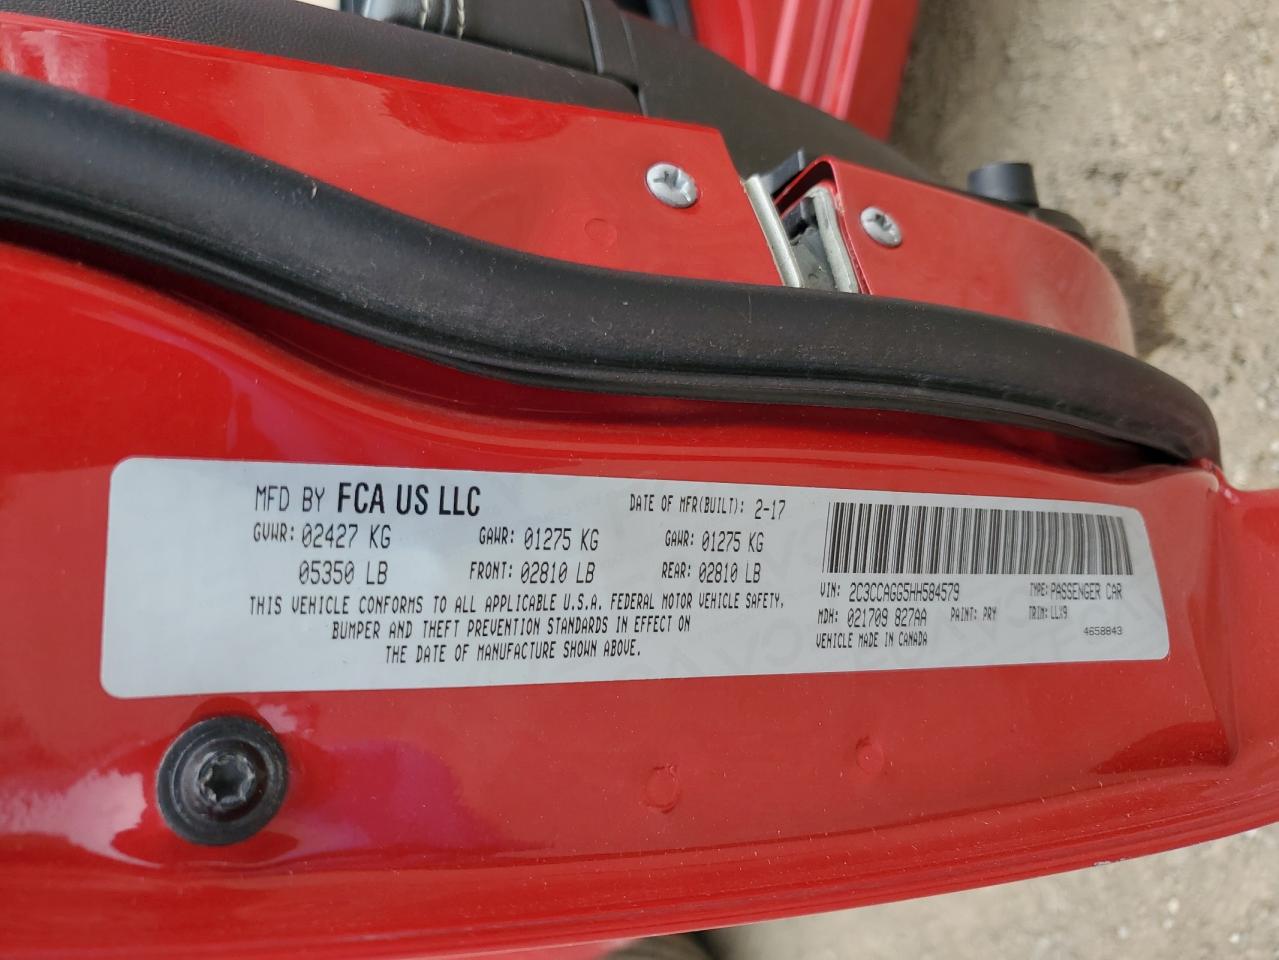 MFD BY FCA US LLC DATE OF MFR(BUILT): 2-17
GVWR: 02427 KG GAWR: 01275 KG GAWR: 01275 KG
05350 LB FRONT: 02810 LB REAR: 02810 LB
THIS VEHICLE CONFORMS TO ALL APPLICABLE U.S.A. FEDERAL MOTOR VEHICLE SAFETY,
BUMPER AND THEFT PREVENTION STANDARDS IN EFFECT ON
THE DATE OF MANUFACTURE SHOWN ABOVE.
VIN: 2C3CCAGG5HH584579 TYPE: PASSENGER CAR
MDH: 021709 827AA PAINT: PRY TRIM: LLX9
VEHICLE MADE IN CANADA 4658843